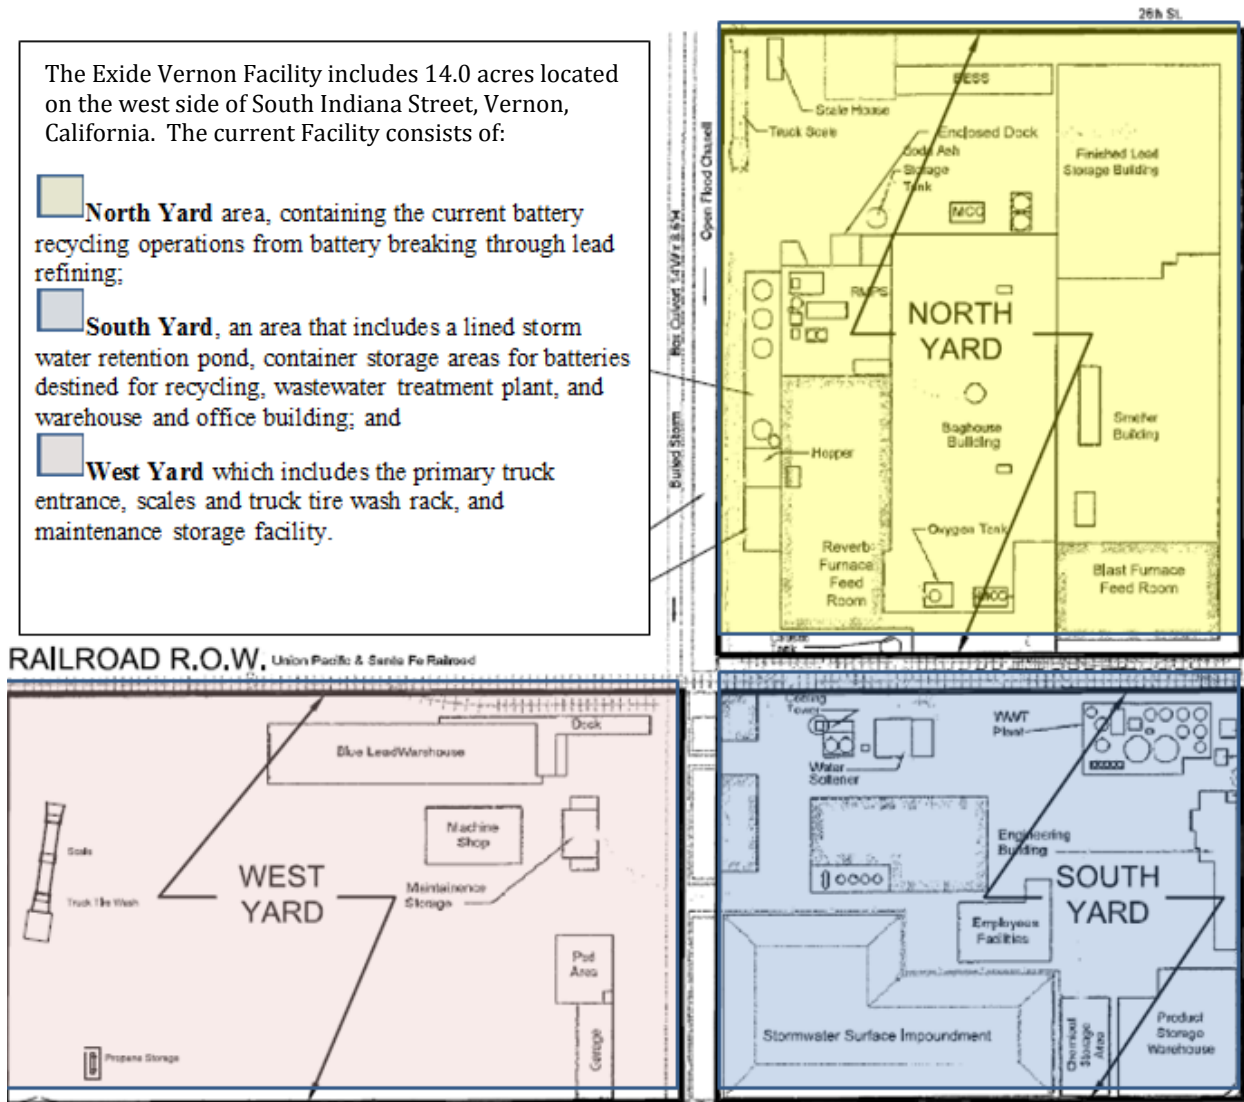 26th St.
The Exide Vernon Facility includes 14.0 acres located
on the west side of South Indiana Street, Vernon,
California. The current Facility consists of:
North Yard area, containing the current battery
recycling operations from battery breaking through lead
refining;
South Yard, an area that includes a lined storm
water retention pond, container storage areas for batteries
destined for recycling, wastewater treatment plant, and
warehouse and office building; and
West Yard which includes the primary truck
entrance, scales and truck tire wash rack, and
maintenance storage facility.
Buried Storm Box Culvert
Open Flood Chanell
BESS
Scale House
Truck Scale
Enclosed Dock
Soda Ash
Storage
Tank
Finished Lead
Storage Building
MCC
RMPS
NORTH
YARD
Hopper
Baghouse
Building
Smelter
Building
Oxygen Tank
Reverb
Furnace
Feed
Room
MCC
Blast Furnace
Feed Room
Tank
RAILROAD R.O.W. Union Pacific & Santa Fe Railroad
Dock
Blue LeadWarehouse
Machine
Shop
Scale
Truck Tire Wash
WEST
YARD
Maintainence
Storage
Pad
Area
Garage
Propane Storage
Cooling
Tower
Water
Softener
WWT
Plant
Engineering
Building
SOUTH
YARD
Employees
Facilities
Stormwater Surface Impoundment
Chemical
Storage
Area
Product
Storage
Warehouse